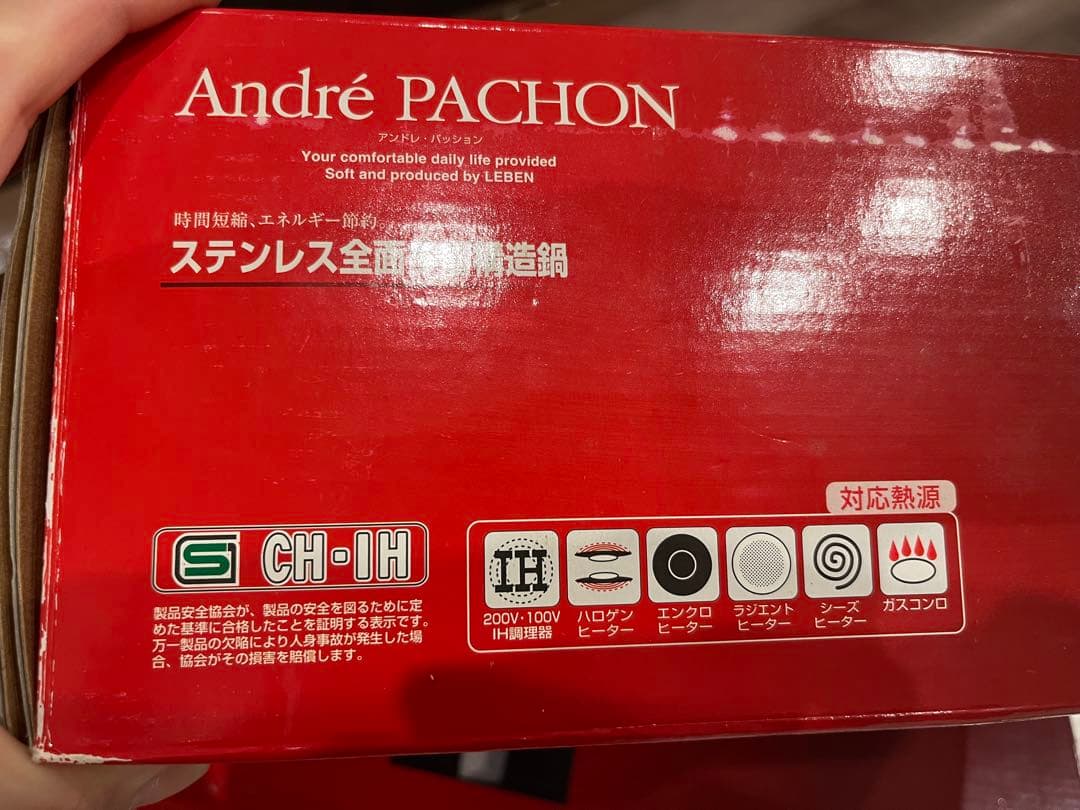 André PACHON
アンドレ・パッション
Your comfortable daily life provided
Soft and produced by LEBEN
時間短縮、エネルギー節約
ステンレス全面 構造鍋
S CH-IH
製品安全協会が、製品の安全を図るために定
めた基準に合格したことを証明する表示です。
万一製品の欠陥により人身事故が発生した場
合、協会がその損害を賠償します。
対応熱源
IH
200V・100V
IH調理器
ハロゲン
ヒーター
エンクロ
ヒーター
ラジエント
ヒーター
シーズ
ヒーター
ガスコンロ